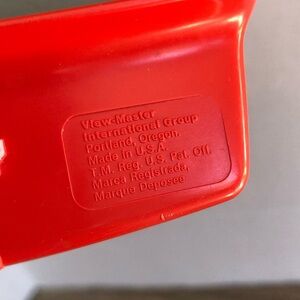 View-Master
International Group
Portland, Oregon.
Made in U.S.A.
T.M. Reg. U.S. Pat. Off.
Marca Registrada,
Marque Deposee